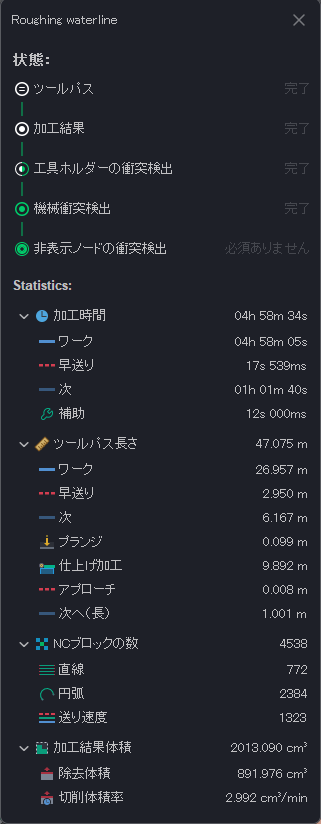 Roughing waterline
状態：
ツールパス 完了
加工結果 完了
工具ホルダーの衝突検出 完了
機械衝突検出 完了
非表示ノードの衝突検出 必須ありません
Statistics:
加工時間 04h 58m 34s
ワーク 04h 58m 05s
早送り 17s 539ms
次 01h 01m 40s
補助 12s 000ms
ツールパス長さ 47.075 m
ワーク 26.957 m
早送り 2.950 m
次 6.167 m
プランジ 0.099 m
仕上げ加工 9.892 m
アプローチ 0.008 m
次へ（長） 1.001 m
NCブロックの数 4538
直線 772
円弧 2384
送り速度 1323
加工結果体積 2013.090 cm³
除去体積 891.976 cm³
切削体積率 2.992 cm³/min